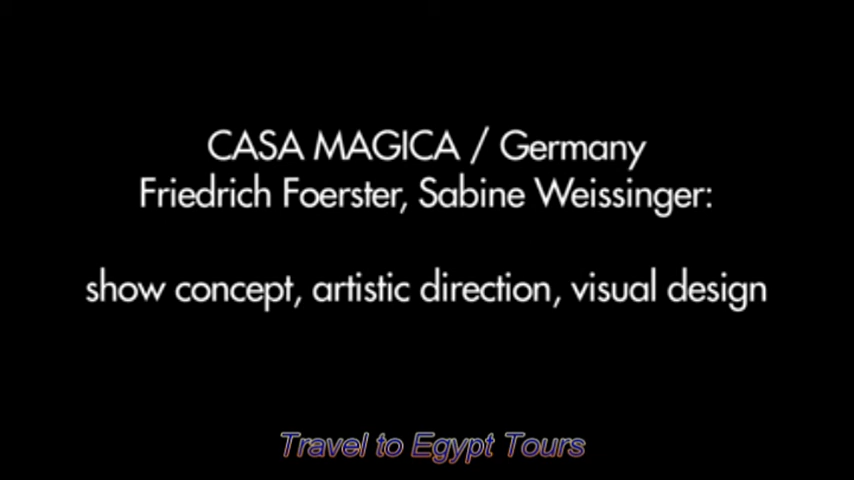 CASA MAGICA / Germany
Friedrich Foerster, Sabine Weissinger:
show concept, artistic direction, visual design
Travel to Egypt Tours